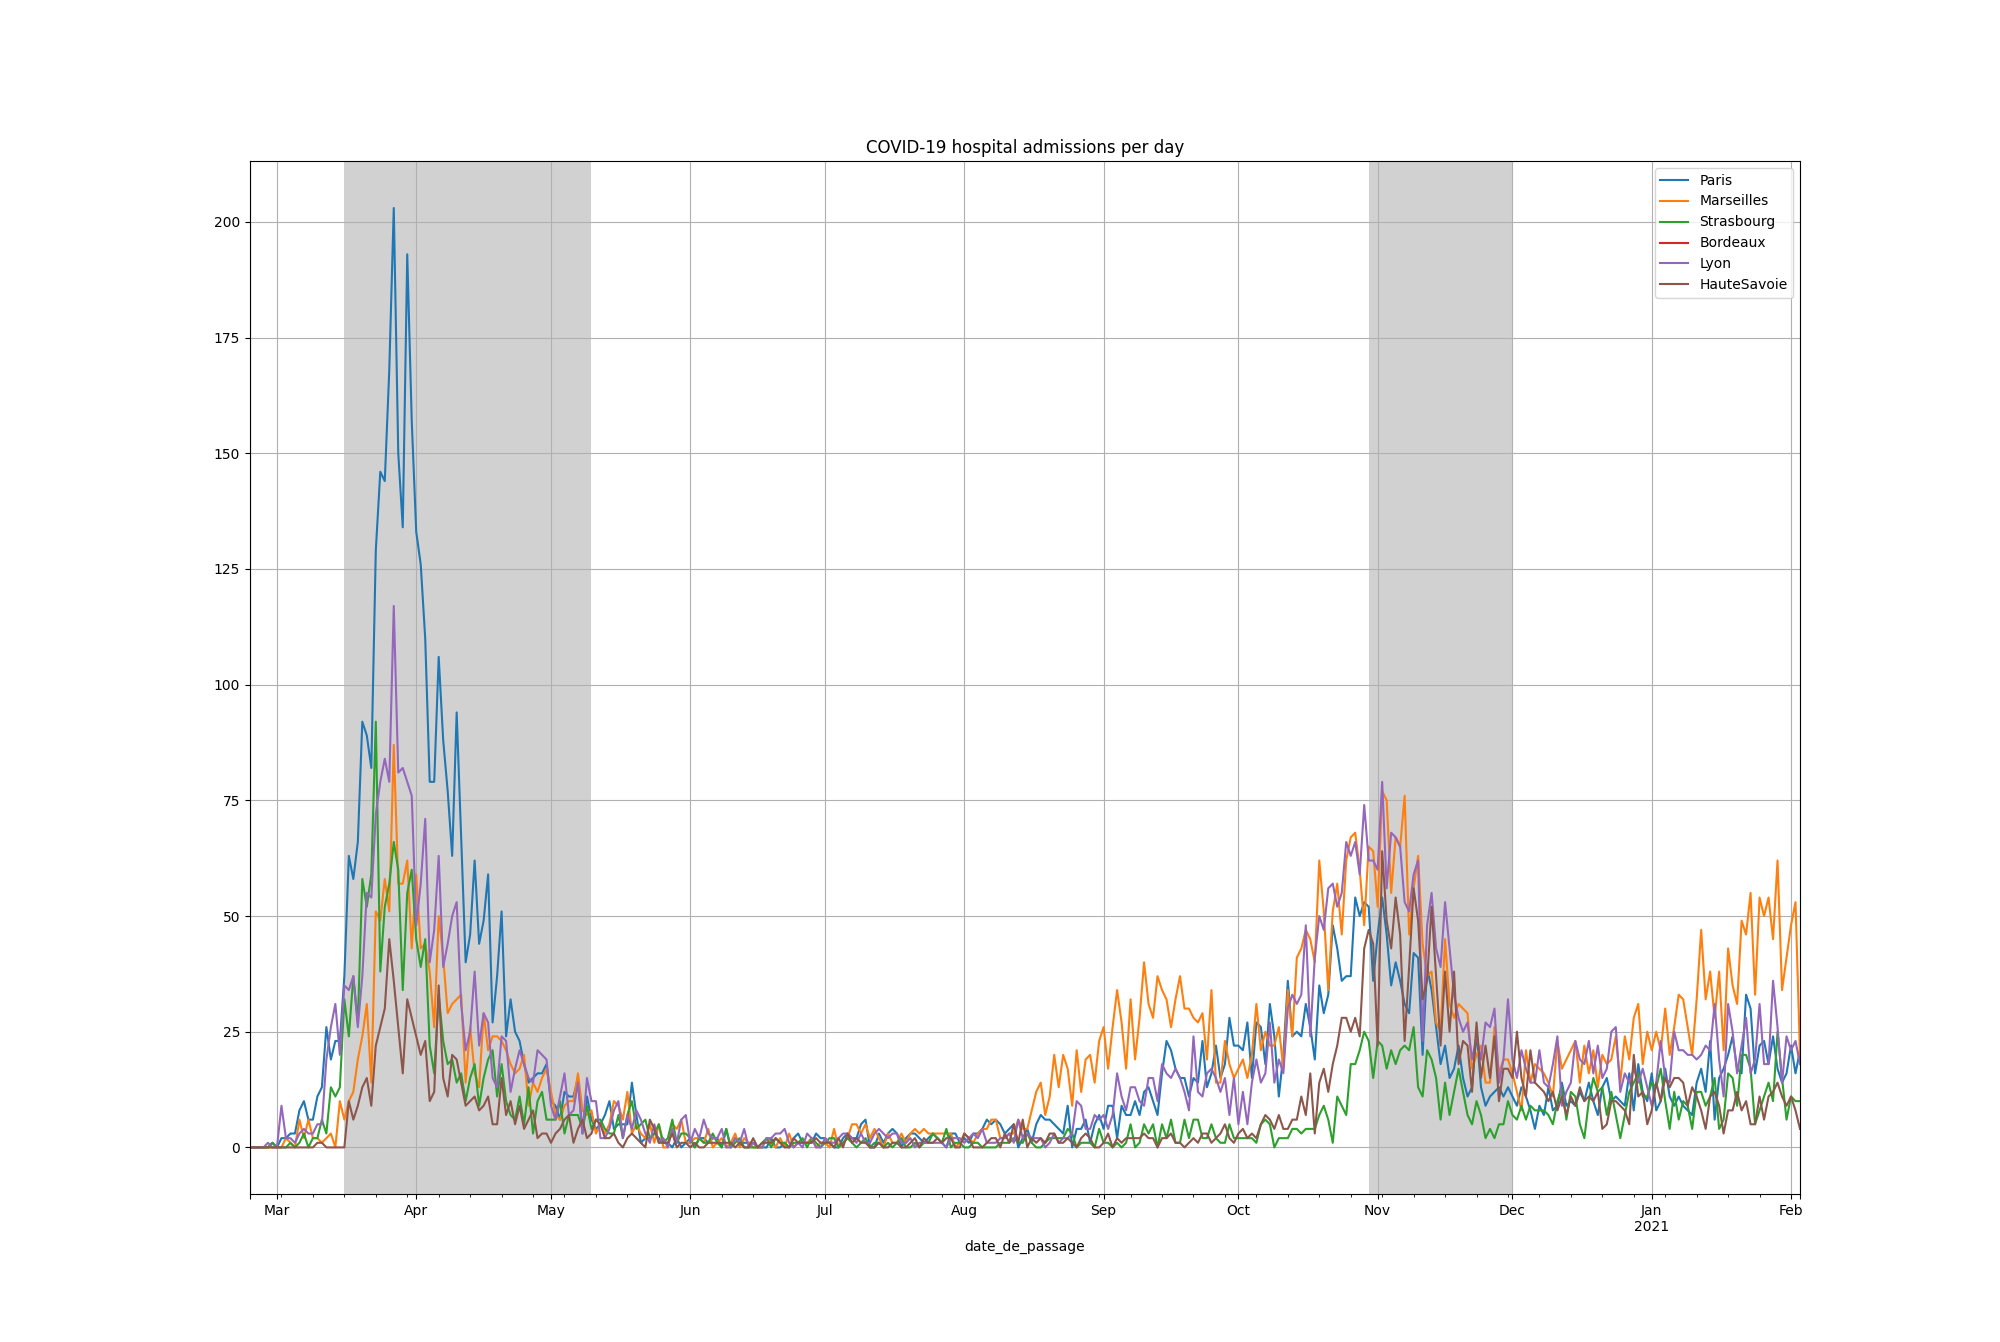 COVID-19 hospital admissions per day
Paris
Marseilles
Strasbourg
Bordeaux
Lyon
HauteSavoie
200
175
150
125
100
75
50
25
0
Mar Apr May Jun Jul Aug Sep Oct Nov Dec Jan Feb
2021
date_de_passage